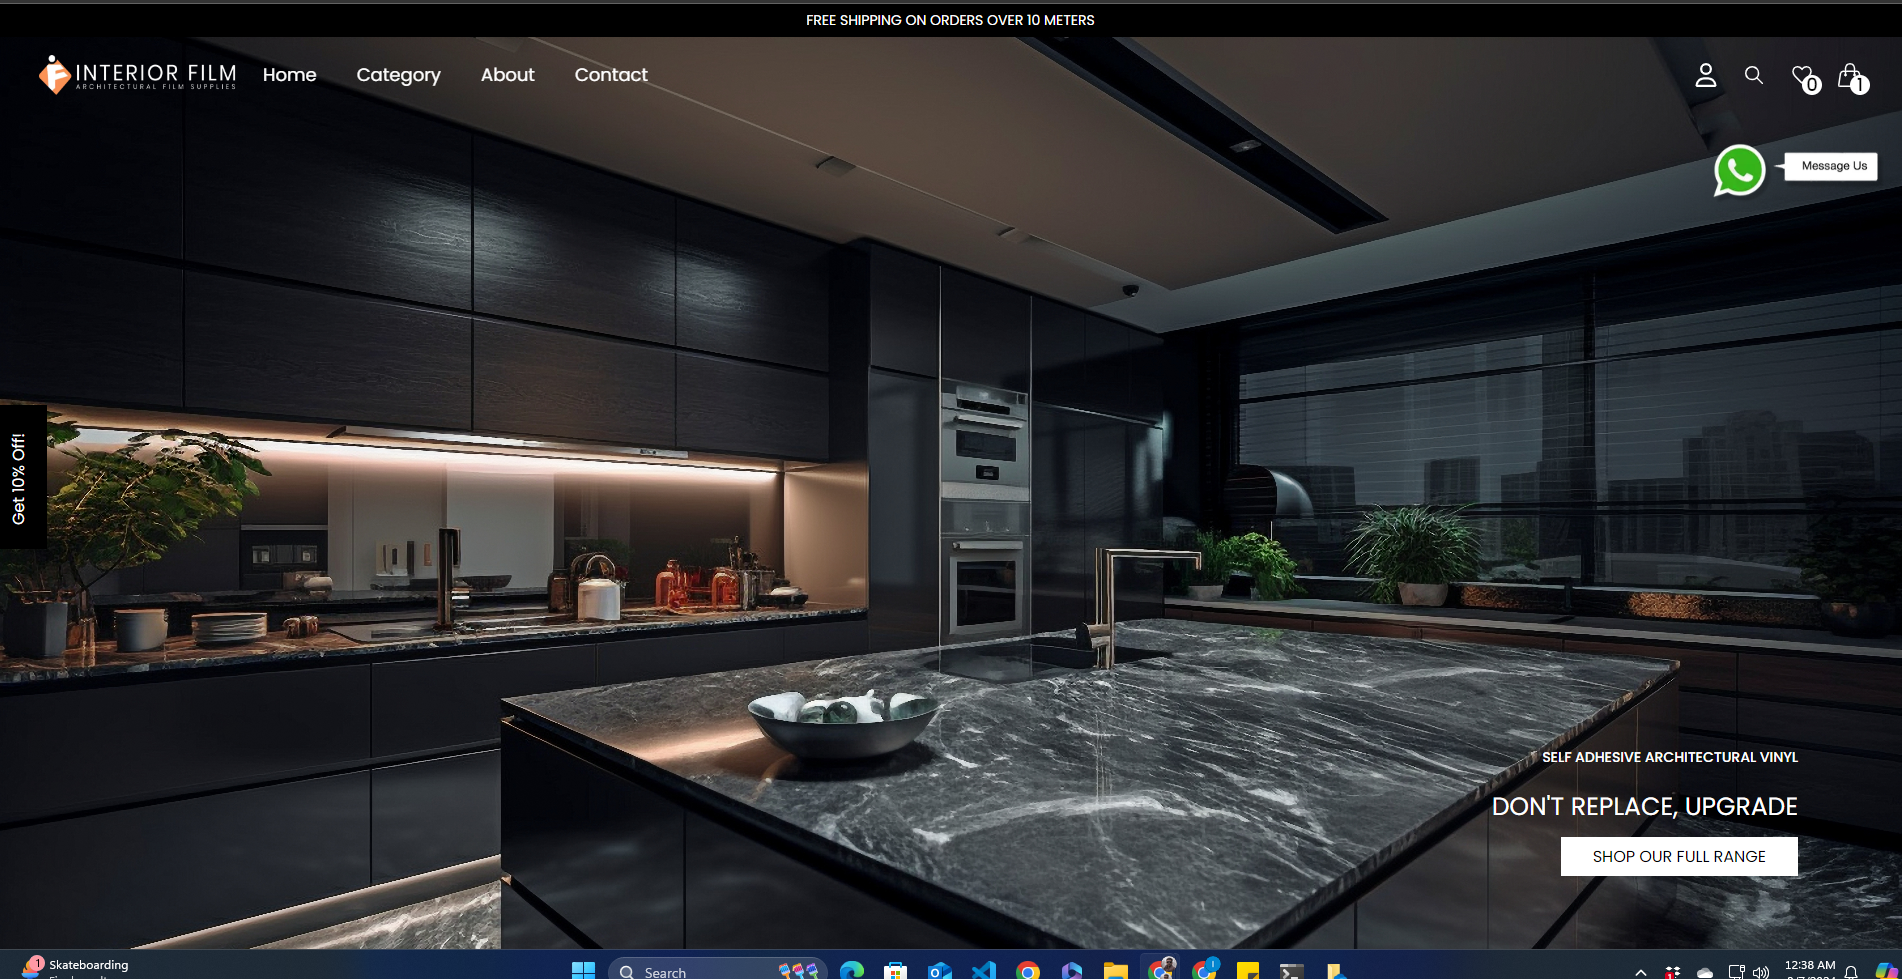 FREE SHIPPING ON ORDERS OVER 10 METERS
INTERIOR FILM
ARCHITECTURAL FILM SUPPLIES
Home
Category
About
Contact
0
1
Message Us
Get 10% Off!
SELF ADHESIVE ARCHITECTURAL VINYL
DON'T REPLACE, UPGRADE
SHOP OUR FULL RANGE
1
Skateboarding
Search
12:38 AM